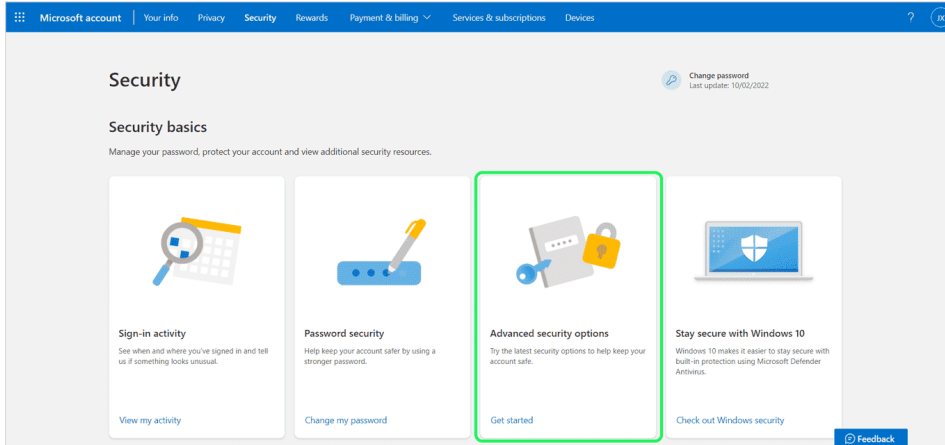 Microsoft account Your info Privacy Security Rewards Payment & billing Services & subscriptions Devices ?
Security
Change password
Last update: 10/02/2022
Security basics
Manage your password, protect your account and view additional security resources.
Sign-in activity
See when and where you've signed in and tell
us if something looks unusual.
View my activity
Password security
Help keep your account safer by using a
stronger password.
Change my password
Advanced security options
Try the latest security options to help keep your
account safe.
Get started
Stay secure with Windows 10
Windows 10 makes it easier to stay secure with
built-in protection using Microsoft Defender
Antivirus.
Check out Windows security
Feedback